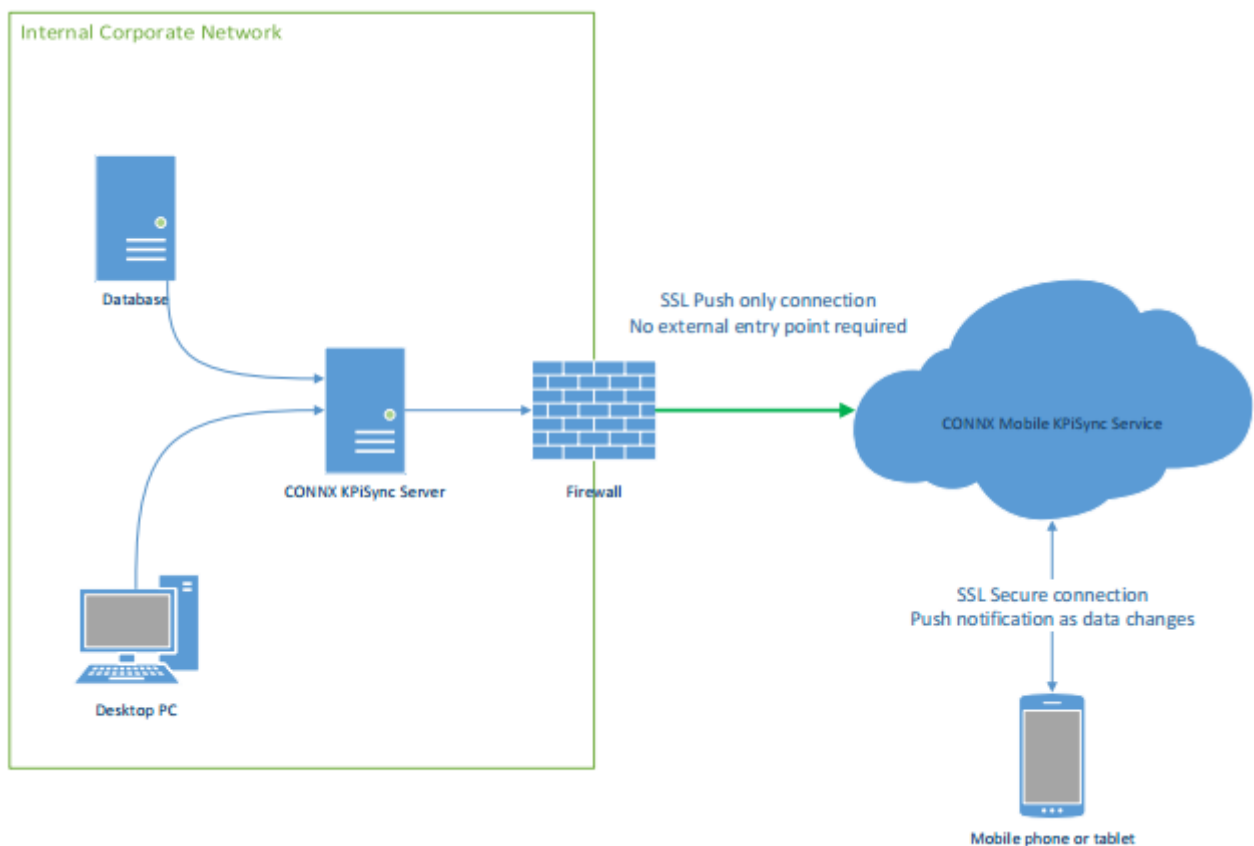 Internal Corporate Network
Database
SSL Push only connection
No external entry point required
CONNX Mobile KPiSync Service
CONNX KPiSync Server
Firewall
SSL Secure connection
Push notification as data changes
Desktop PC
Mobile phone or tablet